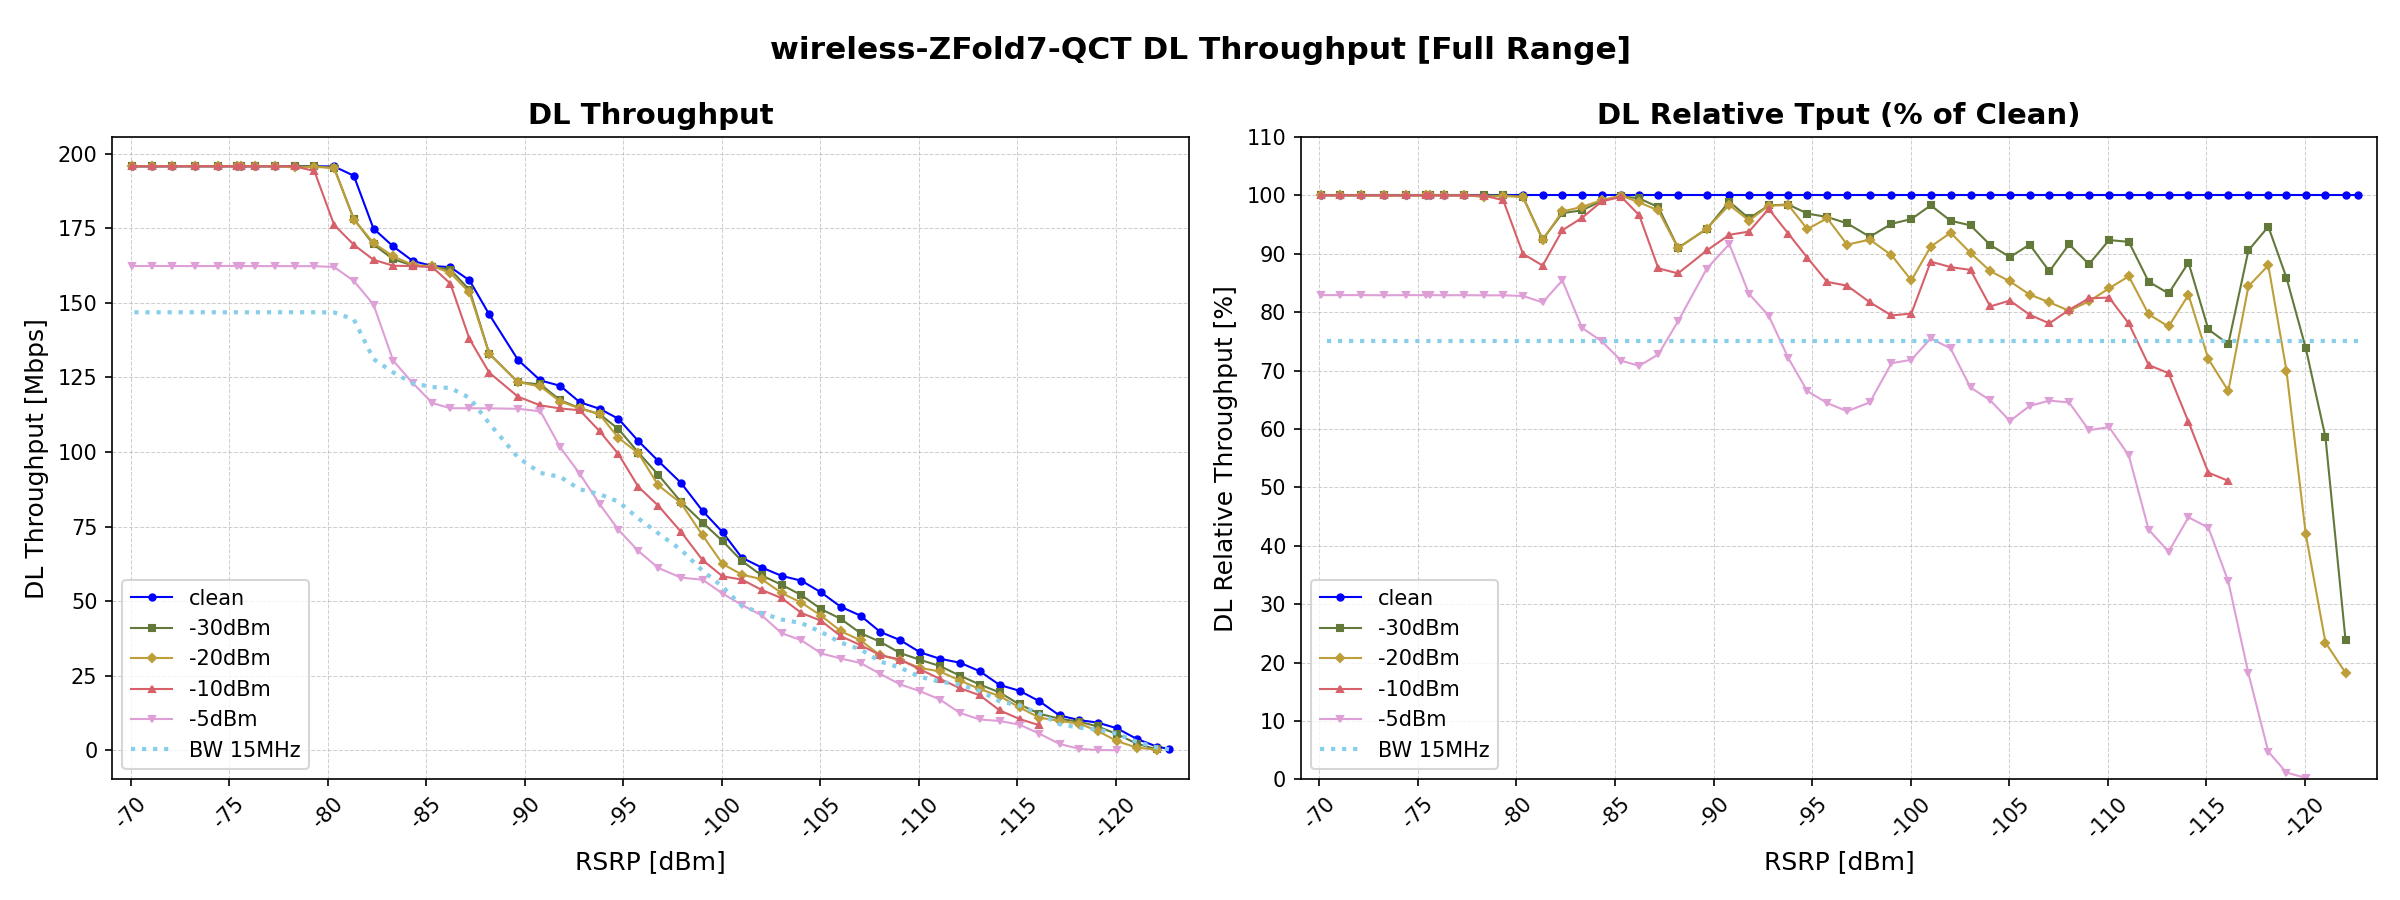 wireless-ZFold7-QCT DL Throughput [Full Range]
DL Throughput
DL Throughput [Mbps]
200
175
150
125
100
75
50
25
0
clean
-30dBm
-20dBm
-10dBm
-5dBm
BW 15MHz
-70
-75
-80
-85
-90
-95
-100
-105
-110
-115
-120
RSRP [dBm]
DL Relative Tput (% of Clean)
DL Relative Throughput [%]
110
100
90
80
70
60
50
40
30
20
10
0
clean
-30dBm
-20dBm
-10dBm
-5dBm
BW 15MHz
-70
-75
-80
-85
-90
-95
-100
-105
-110
-115
-120
RSRP [dBm]